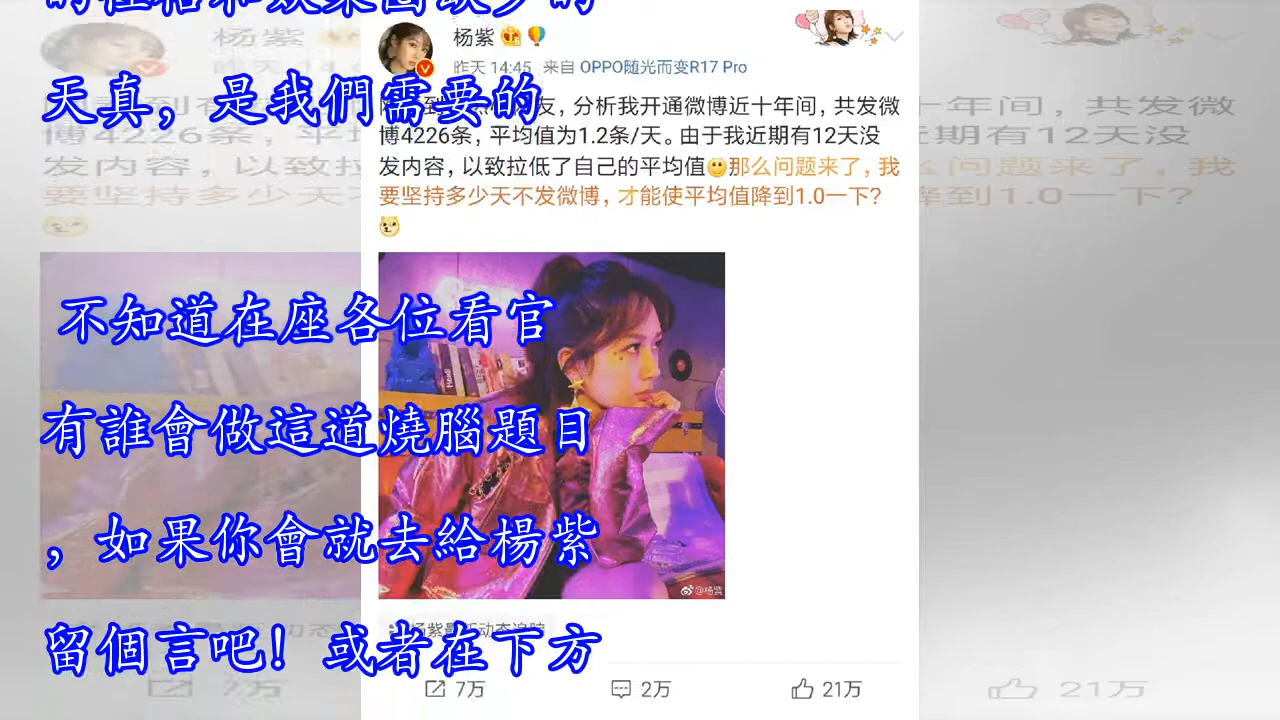 杨紫
昨天 14:45 来自 OPPO随光而变R17 Pro
友，分析我开通微博近十年间，共发微
博4226条，平均值为1.2条/天。由于我近期有12天没
发内容，以致拉低了自己的平均值那么问题来了，我
要坚持多少天不发微博，才能使平均值降到1.0一下？
@杨紫
7万
2万
21万
天真，是我們需要的
不知道在座各位看官
有誰會做這道燒腦題目
，如果你會就去給楊紫
留個言吧！或者在下方